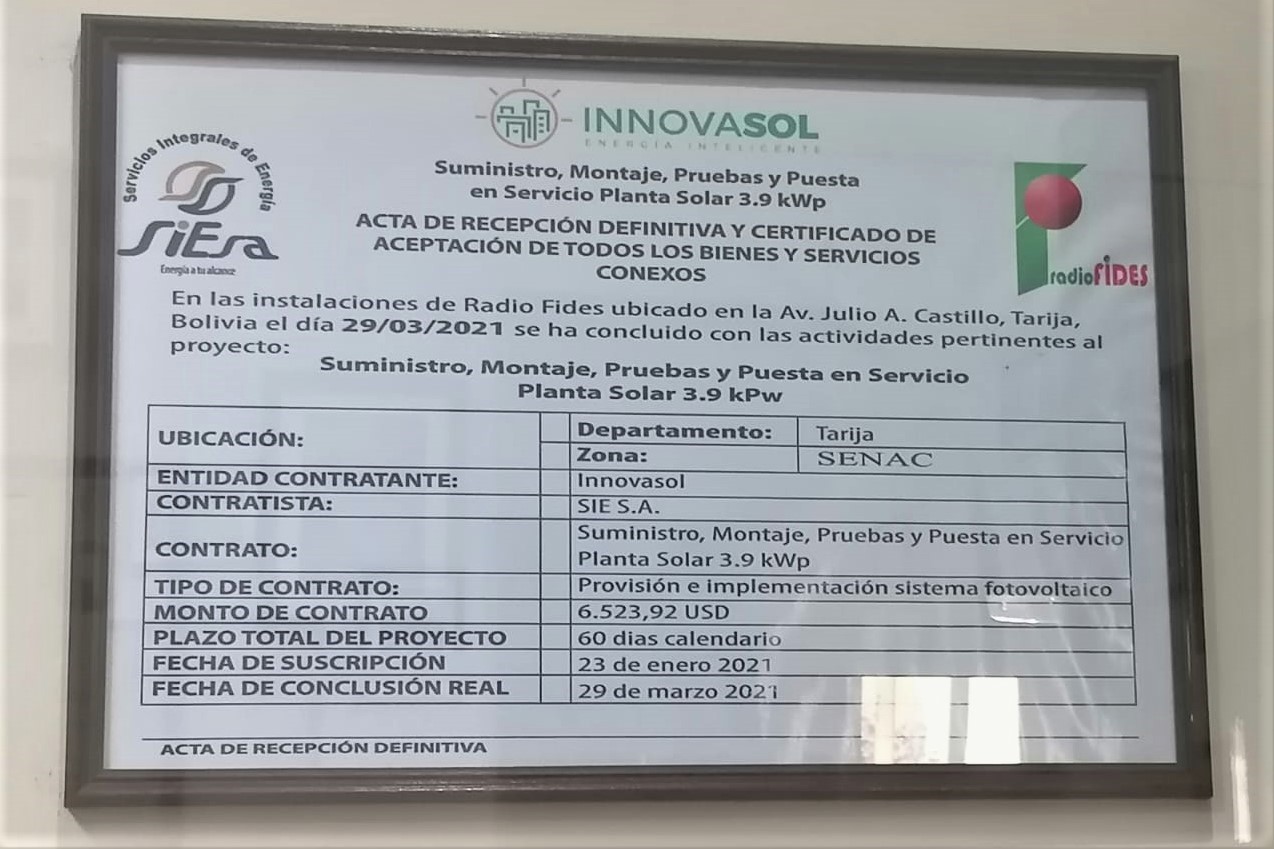 INNOVASOL
ENERGÍA INTELIGENTE
Servicios Integrales de Energía
SiEsa
Energía a tu alcance
radioFIDES
Suministro, Montaje, Pruebas y Puesta
en Servicio Planta Solar 3.9 kWp
ACTA DE RECEPCIÓN DEFINITIVA Y CERTIFICADO DE
ACEPTACIÓN DE TODOS LOS BIENES Y SERVICIOS
CONEXOS
En las instalaciones de Radio Fides ubicado en la Av. Julio A. Castillo, Tarija,
Bolivia el día 29/03/2021 se ha concluido con las actividades pertinentes al
proyecto:
Suministro, Montaje, Pruebas y Puesta en Servicio
Planta Solar 3.9 kPw
UBICACIÓN: Departamento: Tarija
Zona: SENAC
ENTIDAD CONTRATANTE: Innovasol
CONTRATISTA: SIE S.A.
CONTRATO: Suministro, Montaje, Pruebas y Puesta en Servicio
Planta Solar 3.9 kWp
TIPO DE CONTRATO: Provisión e implementación sistema fotovoltaico
MONTO DE CONTRATO 6.523,92 USD
PLAZO TOTAL DEL PROYECTO 60 dias calendario
FECHA DE SUSCRIPCIÓN 23 de enero 2021
FECHA DE CONCLUSIÓN REAL 29 de marzo 2021
ACTA DE RECEPCIÓN DEFINITIVA